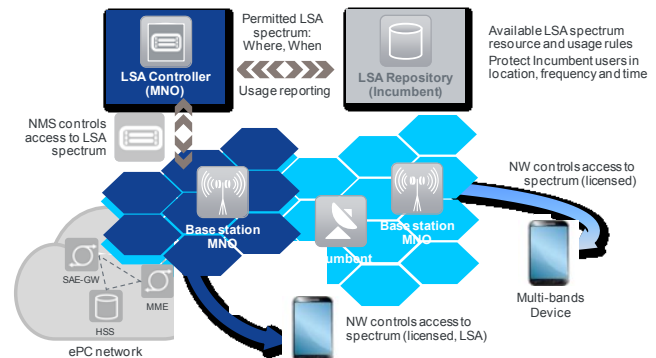 Permitted LSA
spectrum:
Where, When
Usage reporting
LSA Controller
(MNO)
LSA Repository
(Incumbent)
Available LSA spectrum
resource and usage rules
Protect Incumbent users in
location, frequency and time
NMS controls
access to LSA
spectrum
NW controls access to
spectrum (licensed)
Base station
MNO
Base station
MNO
cumbent
SAE-GW
MME
HSS
ePC network
NW controls access to
spectrum (licensed, LSA)
Multi-bands
Device